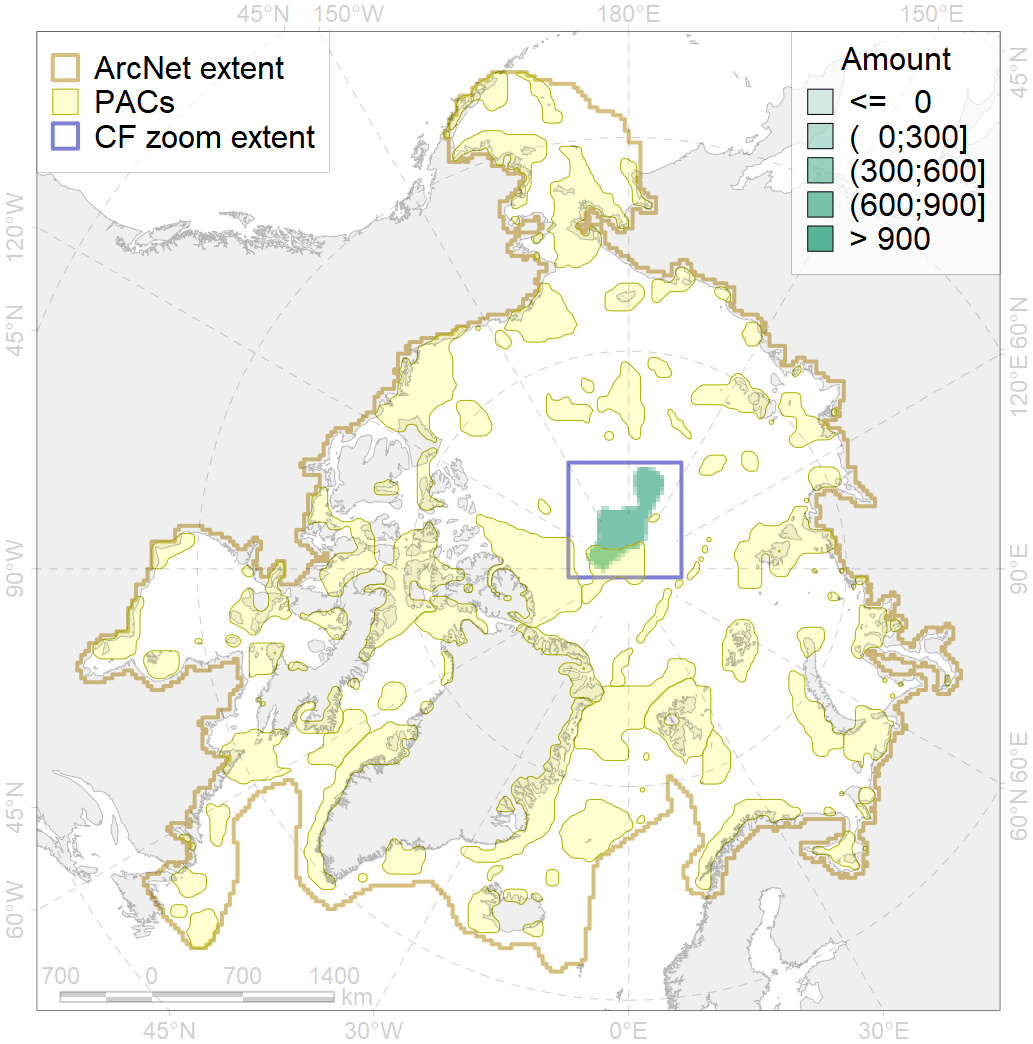 45°N 150°W 180°E 150°E
ArcNet extent
PACs
CF zoom extent
Amount
<= 0
( 0;300]
(300;600]
(600;900]
> 900
45°N
120°W
45°N
60°N
120°E
90°W
90°E
45°N
60°W
60°E
60°N
700 0 700 1400
km
45°W 30°W 0°E 30°E